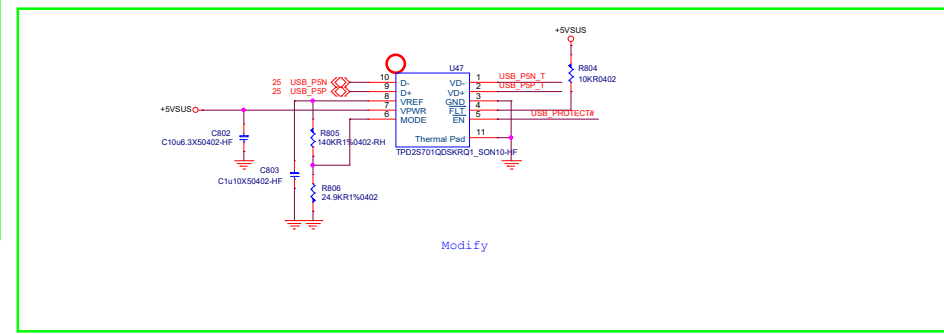 +5VSUS
U47
R804
10KR0402
25 USB_P5N
10 D- VD- 1 USB_P5N_T
25 USB_P5P
9 D+ VD+ 2 USB_P5P_T
8 VREF GND 3
+5VSUS
7 VPWR FLT 4
6 MODE EN 5 USB_PROTECT#
C802
C10u6.3X50402-HF
R805
140KR1%0402-RH
Thermal Pad 11
TPD2S701QDSKRQ1_SON10-HF
C803
C1u10X50402-HF
R806
24.9KR1%0402
Modify